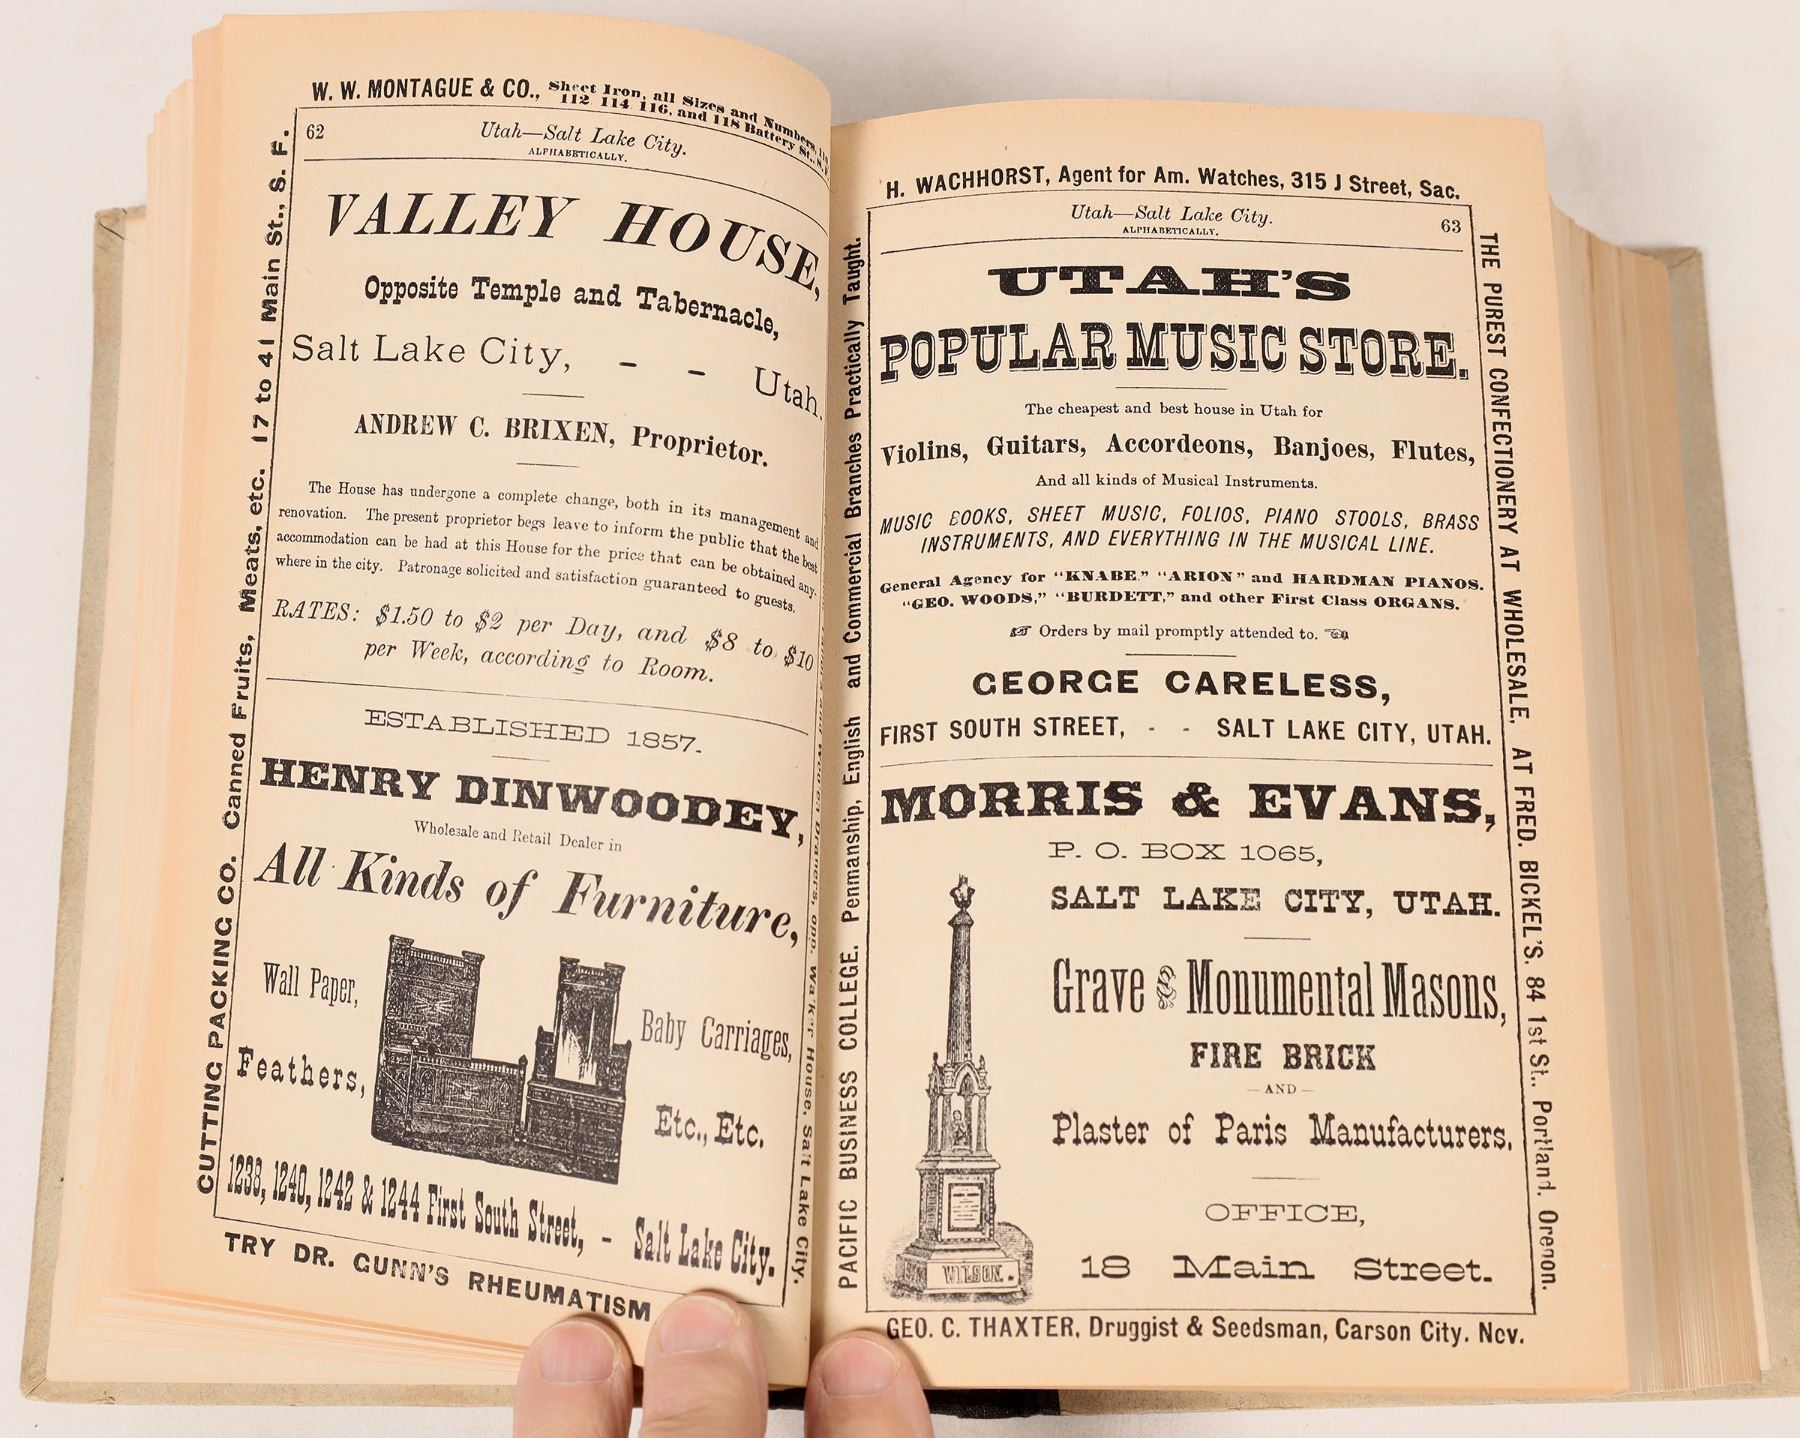 W. W. MONTAGUE & CO., Sheet Iron, all Sizes and Numbers, 110
112, 114, 116, and 118 Battery St., S. F.
62
Utah—Salt Lake City.
ALPHABETICALLY.
VALLEY HOUSE,
Opposite Temple and Tabernacle,
Salt Lake City, - - Utah.
ANDREW C. BRIXEN, Proprietor.
The House has undergone a complete change, both in its management and
renovation. The present proprietor begs leave to inform the public that the best
accommodation can be had at this House for the price that can be obtained any-
where in the city. Patronage solicited and satisfaction guaranteed to guests.
RATES: $1.50 to $2 per Day, and $8 to $10
per Week, according to Room.
ESTABLISHED 1857.
HENRY DINWOODEY,
Wholesale and Retail Dealer in
All Kinds of Furniture,
Wall Paper,
Feathers,
Baby Carriages,
Etc., Etc.
1238, 1240, 1242 & 1244 First South Street, - Salt Lake City.
TRY DR. GUNN'S RHEUMATISM
CUTTING PACKING CO. Canned Fruits, Meats, etc. 17 to 41 Main St., S. F.
Drapers, opp. Walker House, Salt Lake City.
H. WACHHORST, Agent for Am. Watches, 315 J Street, Sac.
Utah—Salt Lake City.
63
ALPHABETICALLY.
UTAH'S
POPULAR MUSIC STORE.
The cheapest and best house in Utah for
Violins, Guitars, Accordeons, Banjoes, Flutes,
And all kinds of Musical Instruments.
MUSIC BOOKS, SHEET MUSIC, FOLIOS, PIANO STOOLS, BRASS
INSTRUMENTS, AND EVERYTHING IN THE MUSICAL LINE.
General Agency for "KNABE" "ARION" and HARDMAN PIANOS.
"GEO. WOODS," "BURDETT," and other First Class ORGANS.
☞ Orders by mail promptly attended to. ☜
GEORGE CARELESS,
FIRST SOUTH STREET, - - SALT LAKE CITY, UTAH.
MORRIS & EVANS,
P. O. BOX 1065,
SALT LAKE CITY, UTAH.
Grave & Monumental Masons,
FIRE BRICK
—AND—
Plaster of Paris Manufacturers.
OFFICE,
18 Main Street.
WILSON.
GEO. C. THAXTER, Druggist & Seedsman, Carson City, Nev.
PACIFIC BUSINESS COLLEGE. Penmanship, English and Commercial Branches Practically Taught.
THE PUREST CONFECTIONERY AT WHOLESALE, AT FRED. BICKEL'S, 84 1st St., Portland, Oregon.